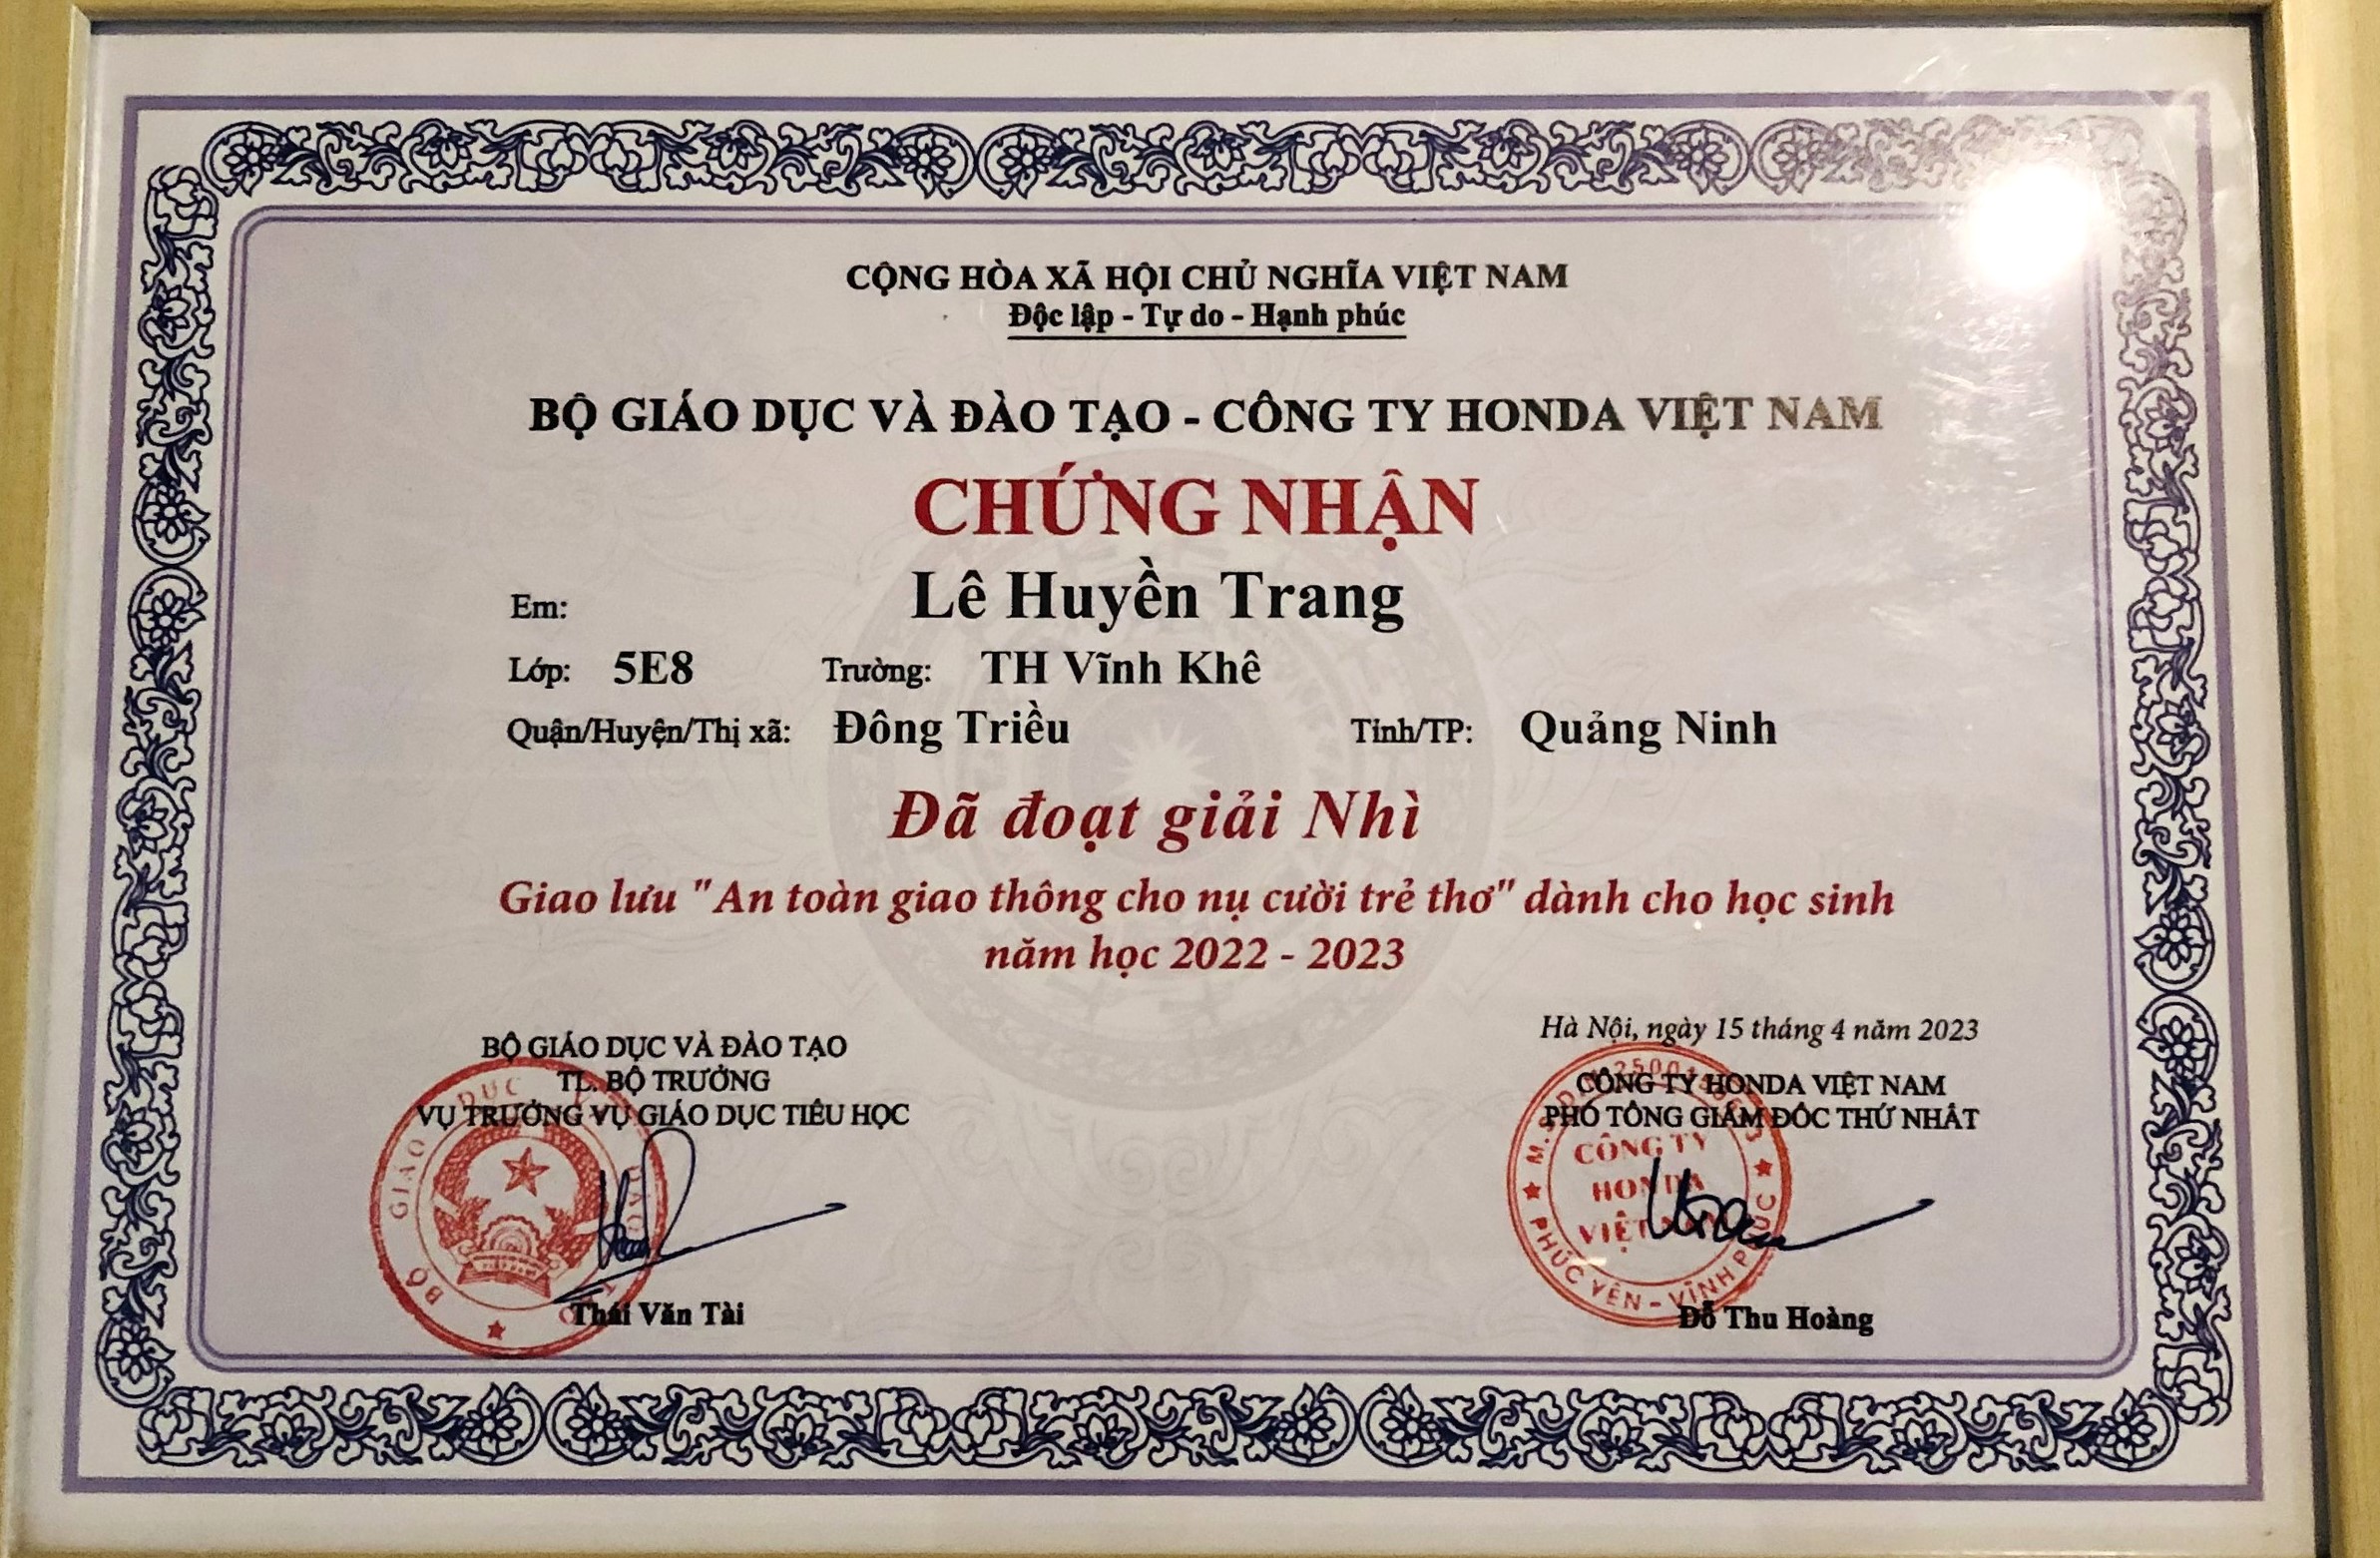 CỘNG HÒA XÃ HỘI CHỦ NGHĨA VIỆT NAM
Độc lập - Tự do - Hạnh phúc
BỘ GIÁO DỤC VÀ ĐÀO TẠO - CÔNG TY HONDA VIỆT NAM
CHỨNG NHẬN
Em: Lê Huyền Trang
Lớp: 5E8 Trường: TH Vĩnh Khê
Quận/Huyện/Thị xã: Đông Triều Tỉnh/TP: Quảng Ninh
Đã đoạt giải Nhì
Giao lưu "An toàn giao thông cho nụ cười trẻ thơ" dành cho học sinh
năm học 2022 - 2023
BỘ GIÁO DỤC VÀ ĐÀO TẠO
TL. BỘ TRƯỞNG
VỤ TRƯỞNG VỤ GIÁO DỤC TIỂU HỌC
BỘ GIÁO DỤC VÀ ĐÀO TẠO
Thái Văn Tài
Hà Nội, ngày 15 tháng 4 năm 2023
CÔNG TY HONDA VIỆT NAM
PHÓ TỔNG GIÁM ĐỐC THỨ NHẤT
CÔNG TY
HONDA
VIỆT NAM
PHÚC YÊN - VĨNH PHÚC
Đỗ Thu Hoàng